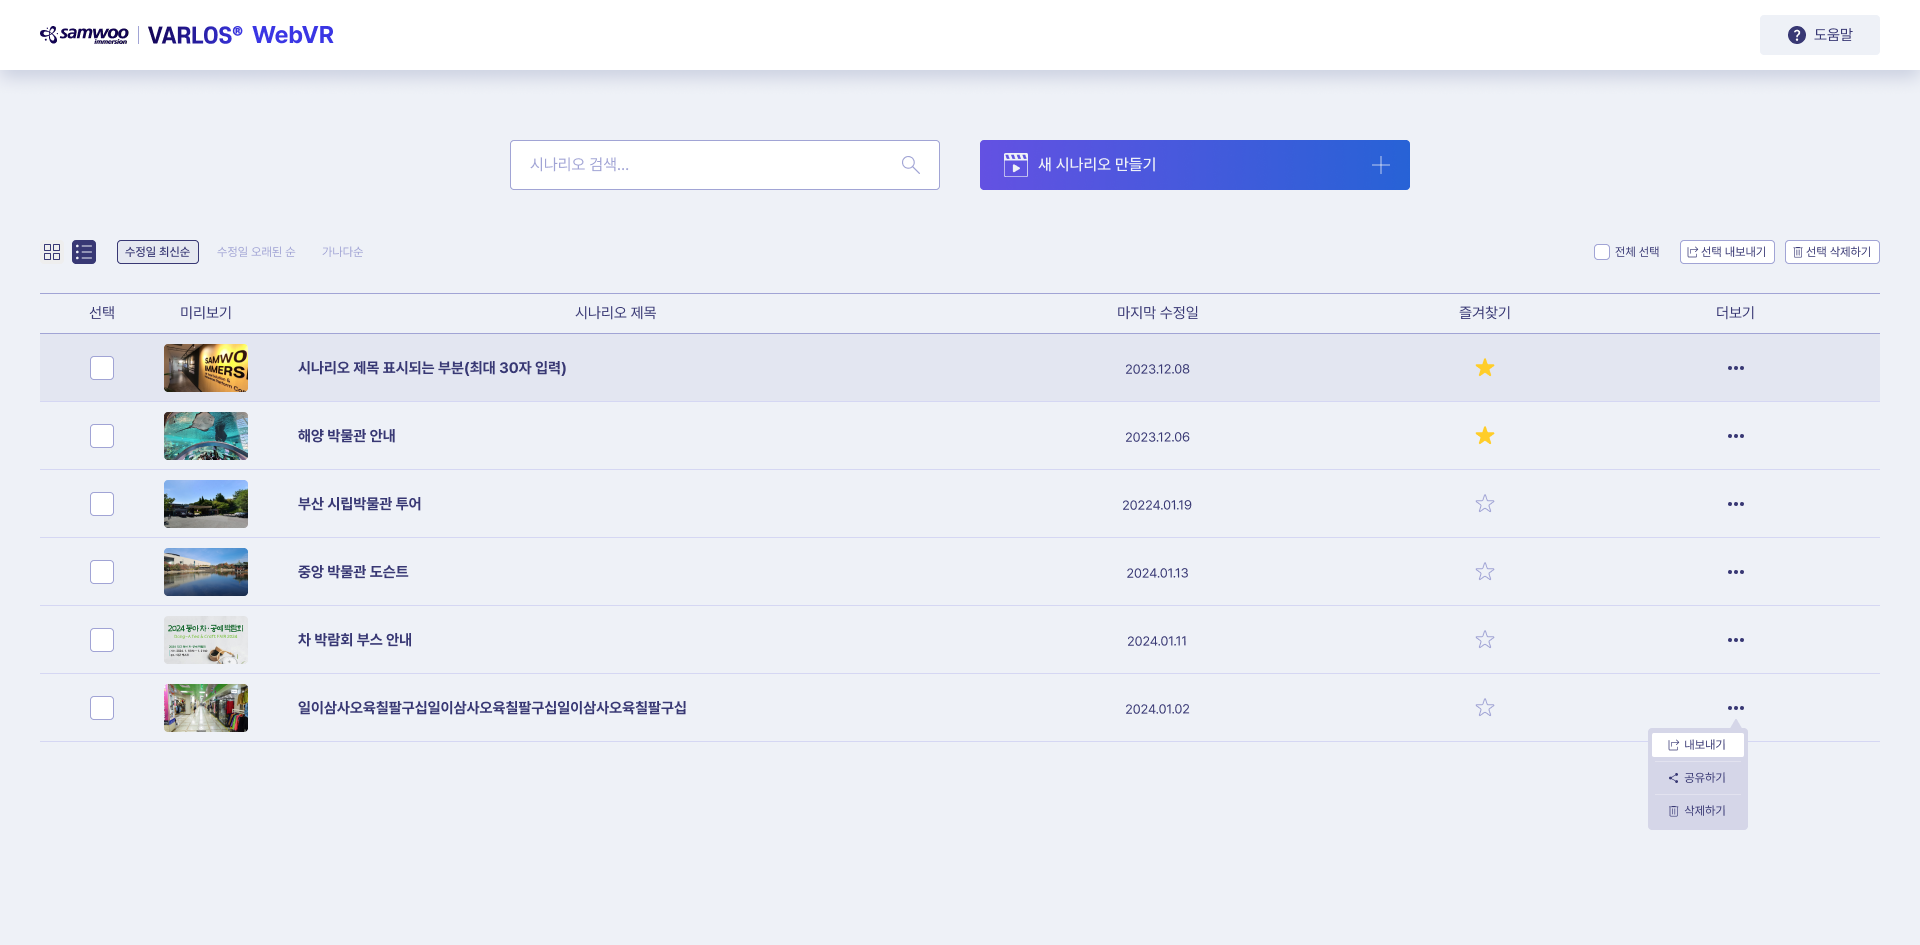 samwoo immersion VARLOS® WebVR
도움말
시나리오 검색...
새 시나리오 만들기
수정일 최신순 수정일 오래된 순 가나다순 전체 선택 선택 내보내기 선택 삭제하기
선택 미리보기 시나리오 제목 마지막 수정일 즐겨찾기 더보기
SAMWO
IMMERSI
시나리오 제목 표시되는 부분(최대 30자 입력) 2023.12.08
해양 박물관 안내 2023.12.06
부산 시립박물관 투어 20224.01.19
중앙 박물관 도슨트 2024.01.13
2024 동아 차·공예 박람회
차 박람회 부스 안내 2024.01.11
일이삼사오육칠팔구십일이삼사오육칠팔구십일이삼사오육칠팔구십 2024.01.02
내보내기
공유하기
삭제하기